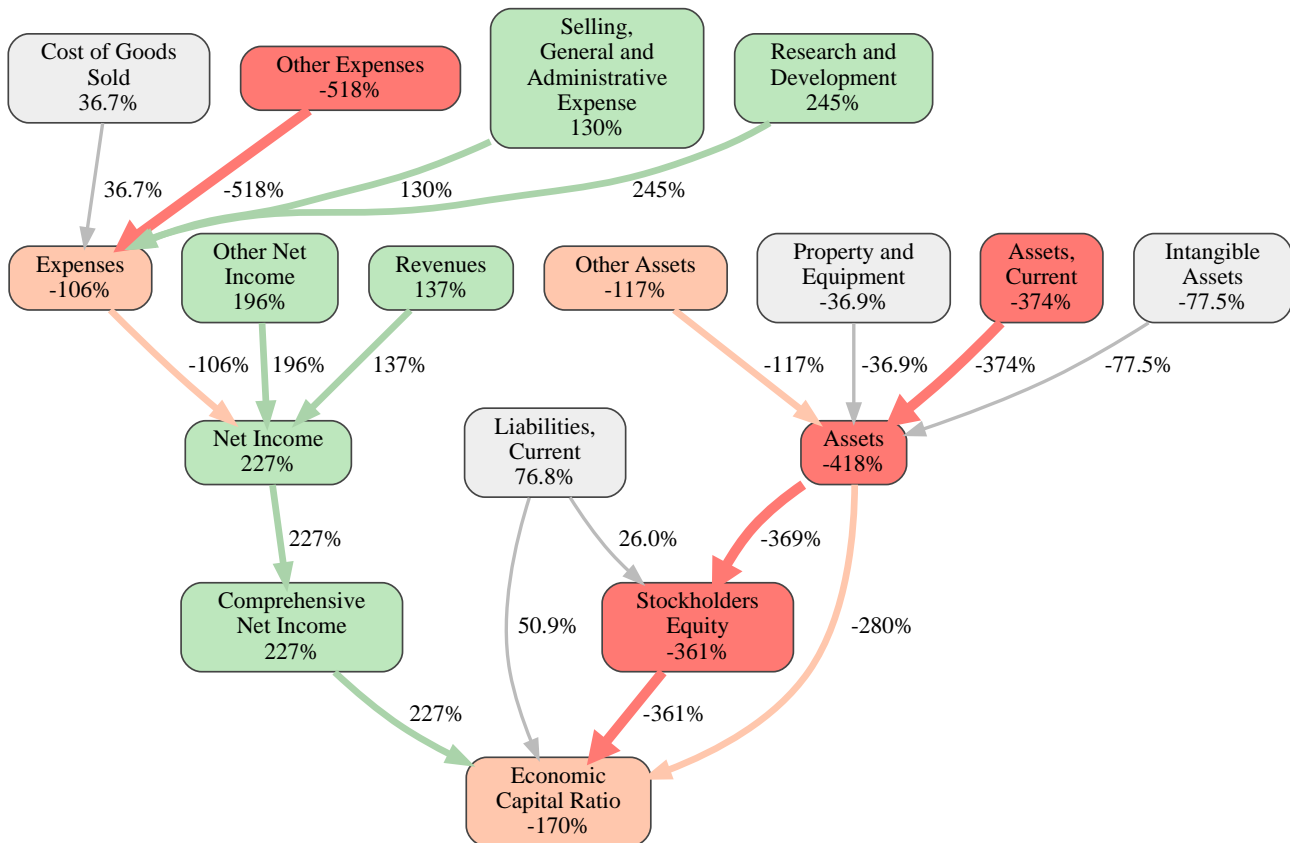 Cost of Goods
Sold
36.7%
Other Expenses
-518%
Selling,
General and
Administrative
Expense
130%
Research and
Development
245%
36.7%
-518%
130%
245%
Expenses
-106%
Other Net
Income
196%
Revenues
137%
Other Assets
-117%
Property and
Equipment
-36.9%
Assets,
Current
-374%
Intangible
Assets
-77.5%
-106%
196%
137%
-117%
-36.9%
-374%
-77.5%
Net Income
227%
Liabilities,
Current
76.8%
Assets
-418%
227%
26.0%
-369%
Comprehensive
Net Income
227%
50.9%
Stockholders
Equity
-361%
-280%
227%
-361%
Economic
Capital Ratio
-170%